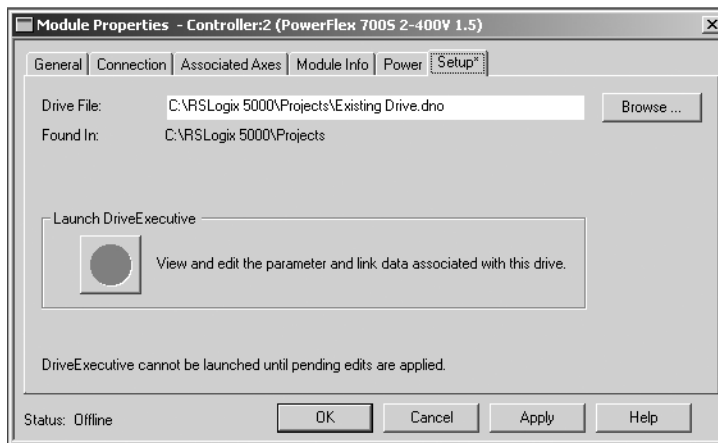 Module Properties - Controller:2 (PowerFlex 700S 2-400V 1.5)
General Connection Associated Axes Module Info Power Setup*
Drive File: C:\RSLogix 5000\Projects\Existing Drive.dno Browse ...
Found In: C:\RSLogix 5000\Projects
Launch DriveExecutive
View and edit the parameter and link data associated with this drive.
DriveExecutive cannot be launched until pending edits are applied.
Status: Offline OK Cancel Apply Help